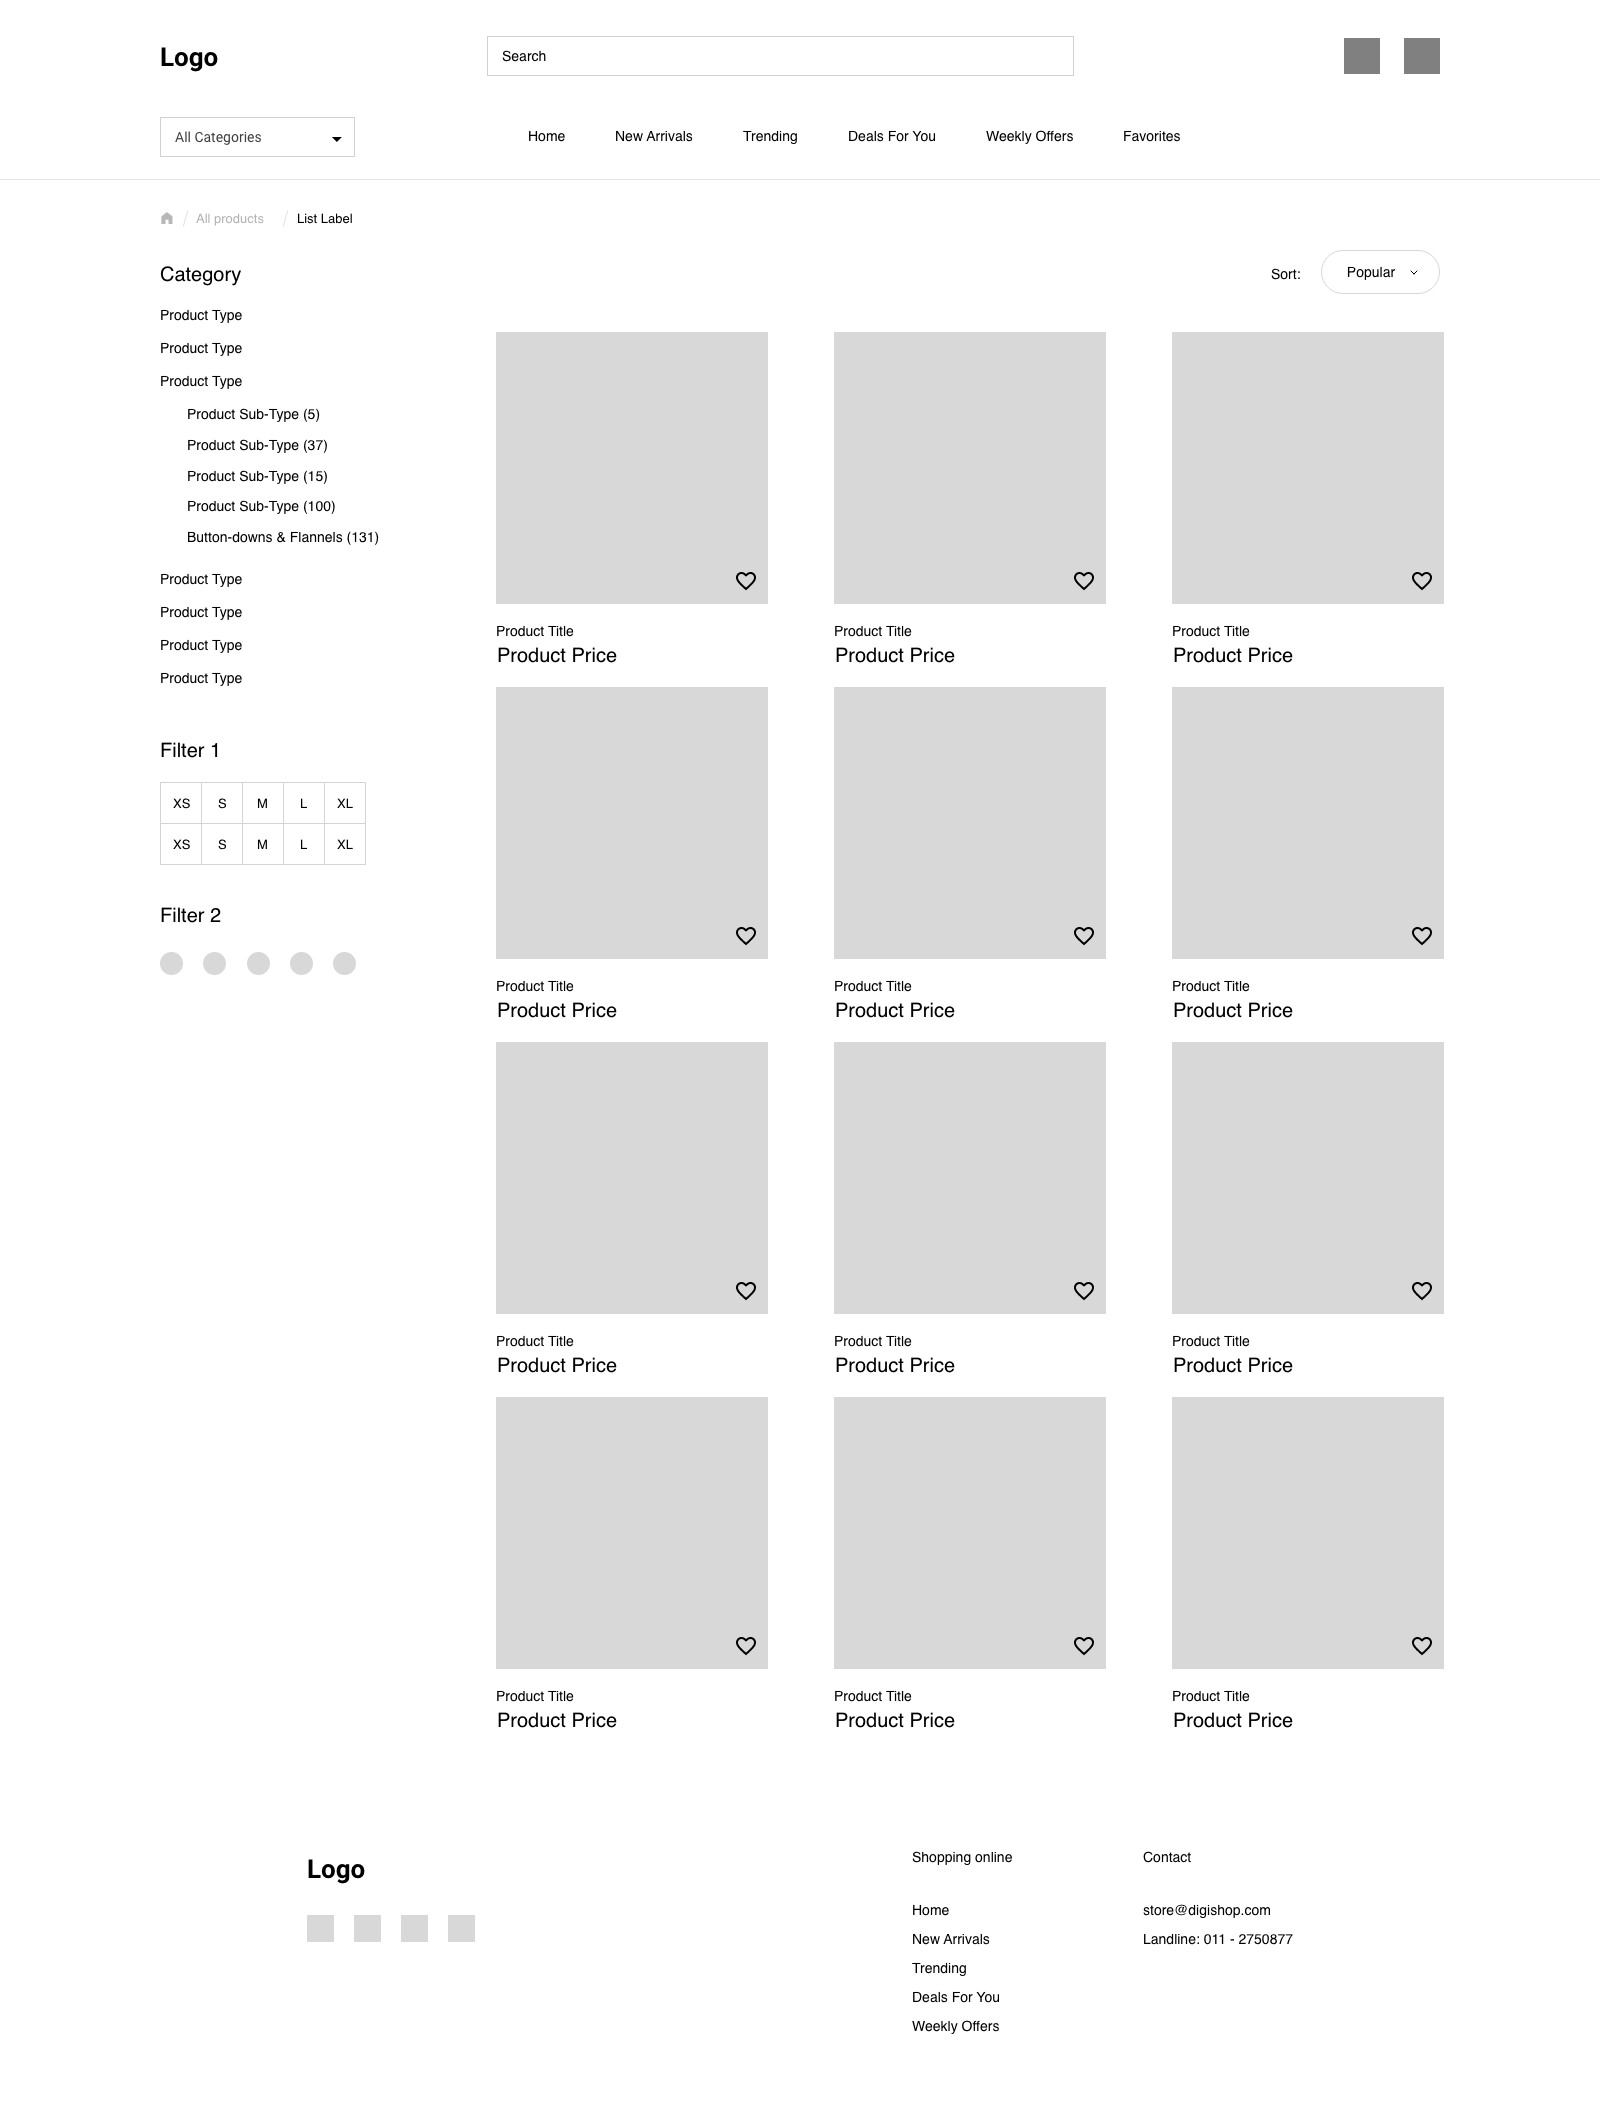 Logo
Search
All Categories
Home
New Arrivals
Trending
Deals For You
Weekly Offers
Favorites
All products
List Label
Category
Sort:
Popular
Product Type
Product Type
Product Type
Product Sub-Type (5)
Product Sub-Type (37)
Product Sub-Type (15)
Product Sub-Type (100)
Button-downs & Flannels (131)
Product Type
Product Type
Product Type
Product Type
Filter 1
XS S M L XL
XS S M L XL
Filter 2
Product Title
Product Price
Product Title
Product Price
Product Title
Product Price
Product Title
Product Price
Product Title
Product Price
Product Title
Product Price
Product Title
Product Price
Product Title
Product Price
Product Title
Product Price
Product Title
Product Price
Product Title
Product Price
Product Title
Product Price
Logo
Shopping online
Home
New Arrivals
Trending
Deals For You
Weekly Offers
Contact
store@digishop.com
Landline: 011 - 2750877